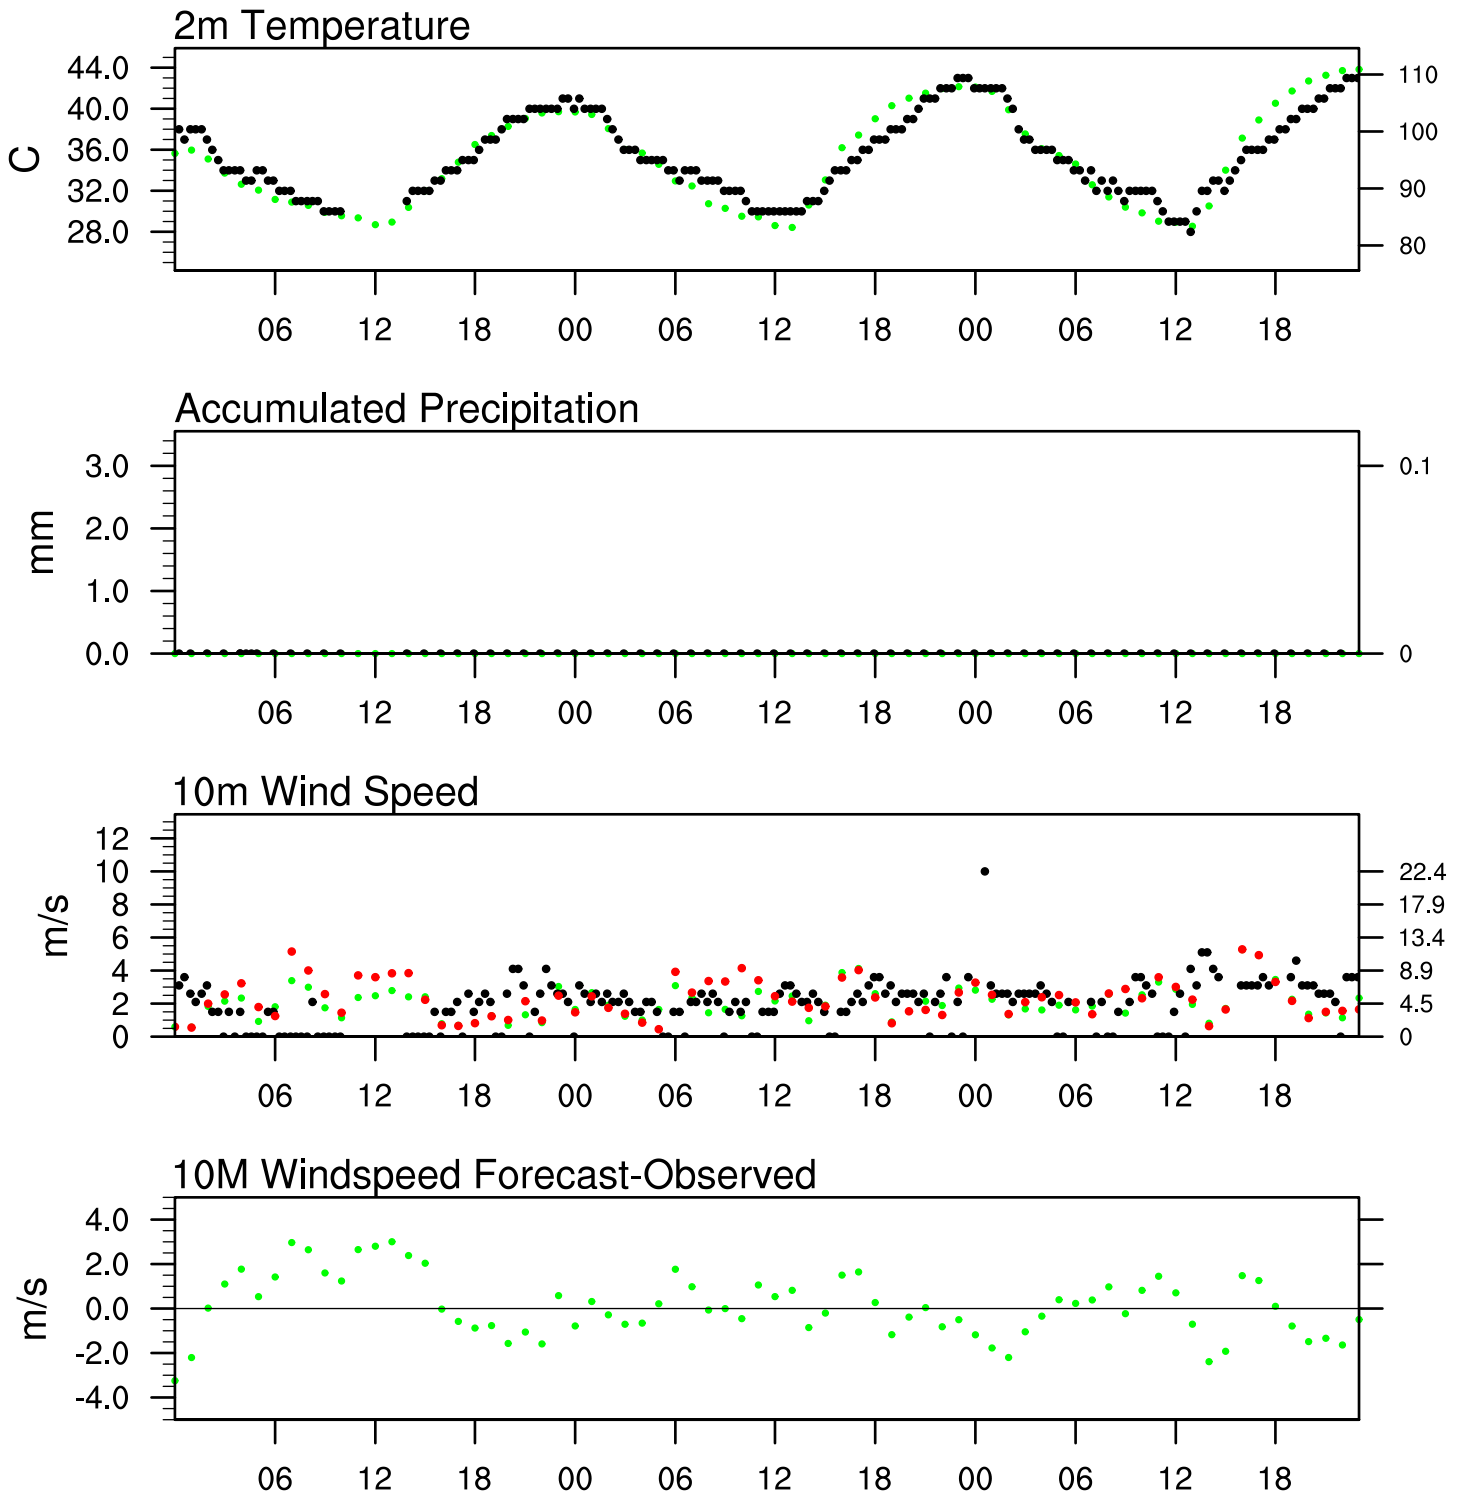 2m Temperature
44.0
40.0
36.0
32.0
28.0
C
110
100
90
80
06 12 18 00 06 12 18 00 06 12 18
Accumulated Precipitation
3.0
2.0
1.0
0.0
mm
0.1
0
06 12 18 00 06 12 18 00 06 12 18
10m Wind Speed
12
10
8
6
4
2
0
m/s
22.4
17.9
13.4
8.9
4.5
0
06 12 18 00 06 12 18 00 06 12 18
10M Windspeed Forecast-Observed
4.0
2.0
0.0
-2.0
-4.0
m/s
06 12 18 00 06 12 18 00 06 12 18